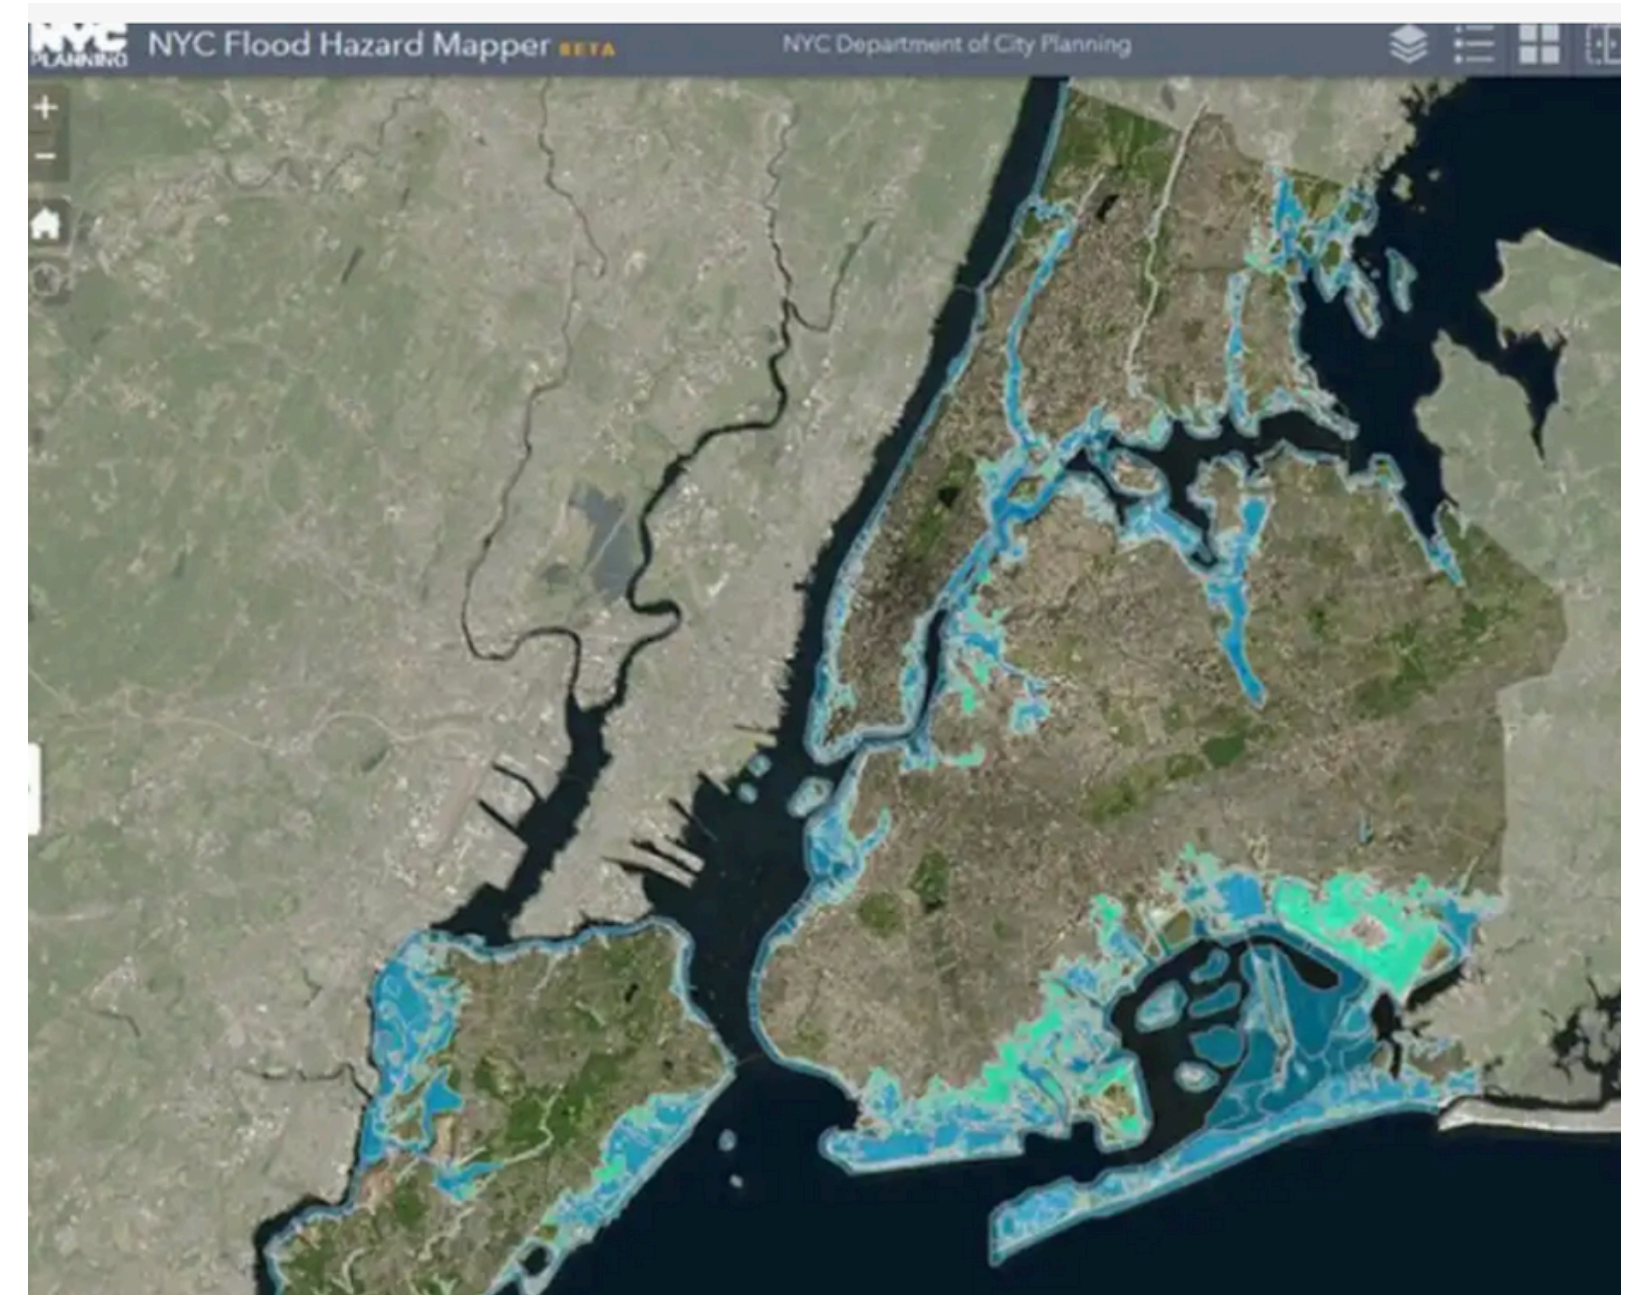 NYC
PLANNING
NYC Flood Hazard Mapper BETA
NYC Department of City Planning